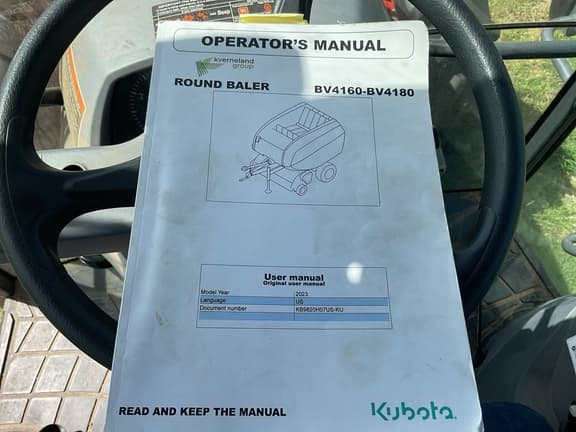 OPERATOR'S MANUAL
kverneland
group
ROUND BALER BV4160-BV4180
User manual
Original user manual
Model Year 2023
Language US
Document number KB9820H07US-KU
READ AND KEEP THE MANUAL
Kubota